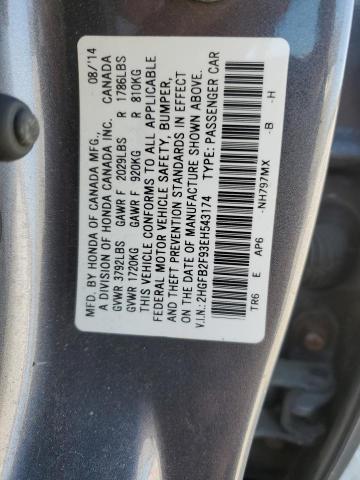 MFD. BY HONDA OF CANADA MFG., 08/'14
A DIVISION OF HONDA CANADA INC. CANADA
GVWR 3792LBS GAWR F 2029LBS R 1786LBS
GVWR 1720KG GAWR F 920KG R 810KG
THIS VEHICLE CONFORMS TO ALL APPLICABLE
FEDERAL MOTOR VEHICLE SAFETY, BUMPER,
AND THEFT PREVENTION STANDARDS IN EFFECT
ON THE DATE OF MANUFACTURE SHOWN ABOVE.
V.I.N.: 2HGFB2F93EH543174 TYPE: PASSENGER CAR
TR6 E AP6 -NH797MX -B -H